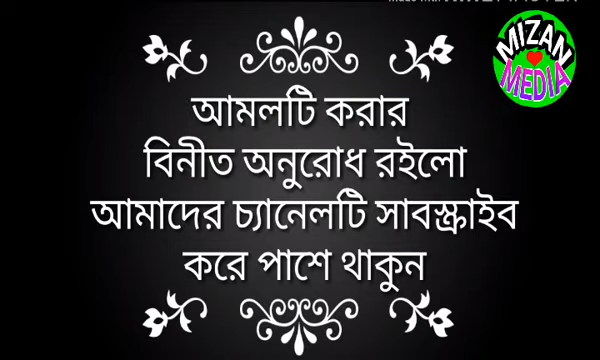 MIZAN
MEDIA
আমলটি করার
বিনীত অনুরোধ রইলো
আমাদের চ্যানেলটি সাবস্ক্রাইব
করে পাশে থাকুন